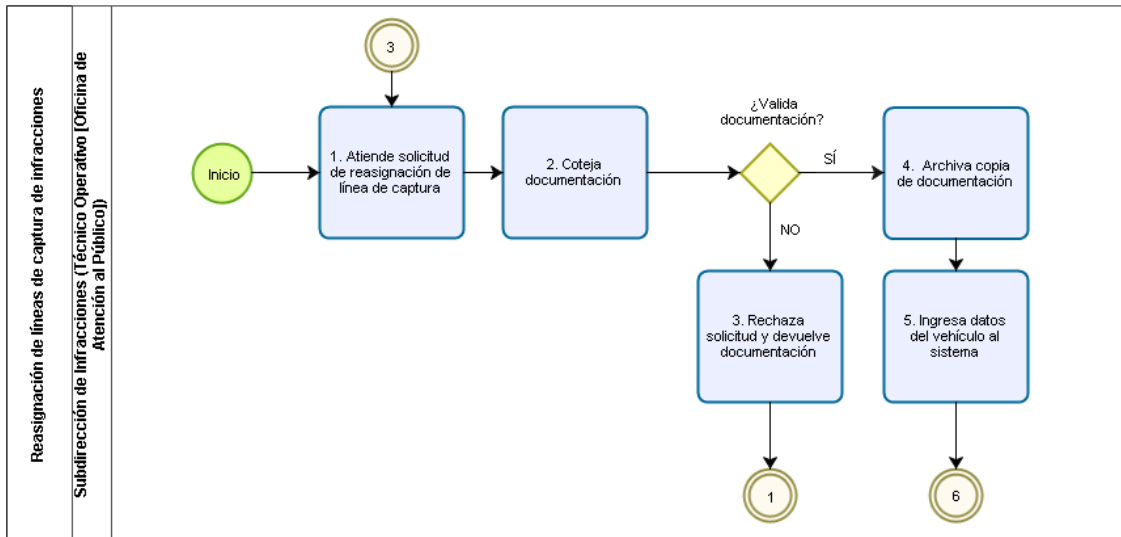 Reasignación de líneas de captura de infracciones
Subdirección de Infracciones (Técnico Operativo [Oficina de
Atención al Público])
3
Inicio
1. Atiende solicitud
de reasignación de
línea de captura
2. Coteja
documentación
¿Valida
documentación?
SÍ
4. Archiva copia
de documentación
NO
3. Rechaza
solicitud y devuelve
documentación
5. Ingresa datos
del vehículo al
sistema
1
6